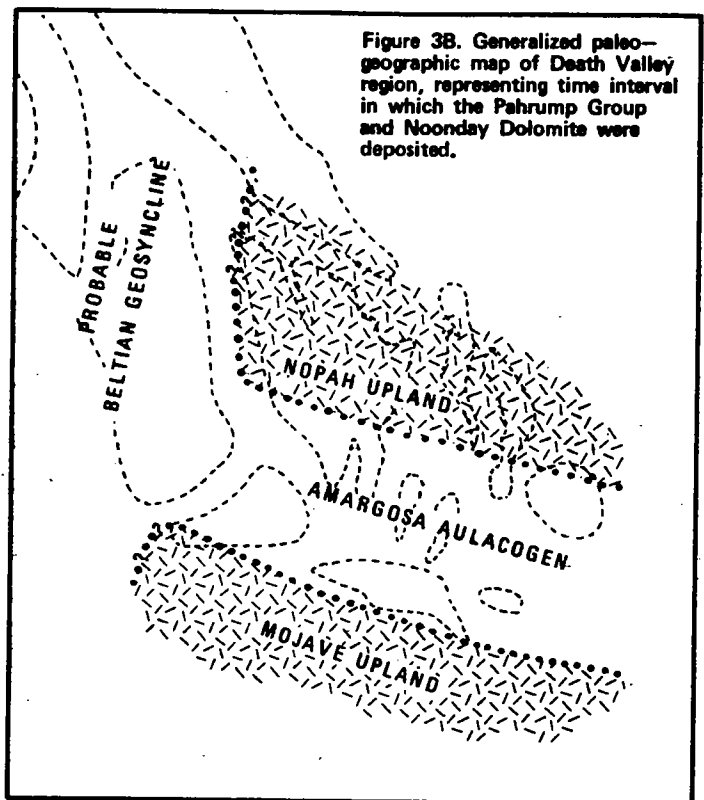 Figure 3B. Generalized paleo-
geographic map of Death Valley
region, representing time interval
in which the Pahrump Group
and Noonday Dolomite were
deposited.
PROBABLE
BELTIAN GEOSYNCLINE
NOPAH UPLAND
AMARGOSA AULACOGEN
MOJAVE UPLAND